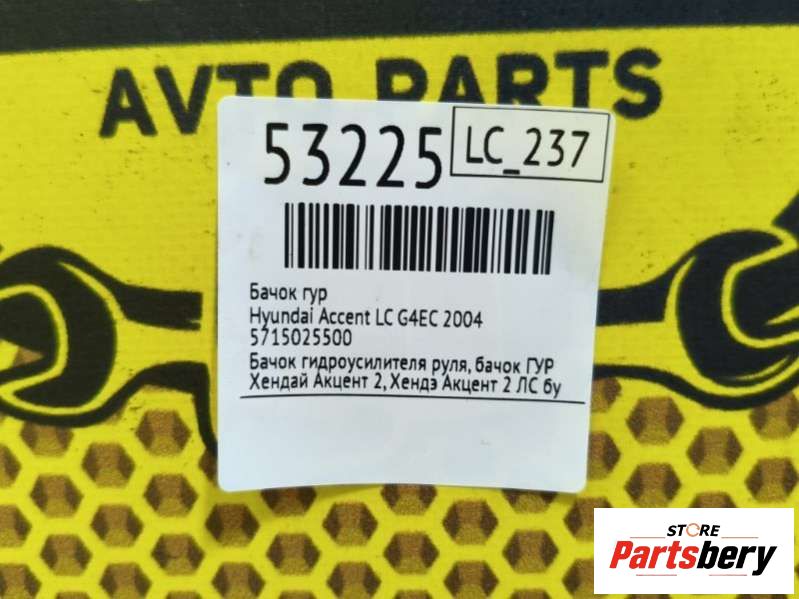 AVTO PARTS
53225
LC_237
Бачок гур
Hyundai Accent LC G4EC 2004
5715025500
Бачок гидроусилителя руля, бачок ГУР
Хендай Акцент 2, Хендэ Акцент 2 ЛС бу
STORE
Partsbery